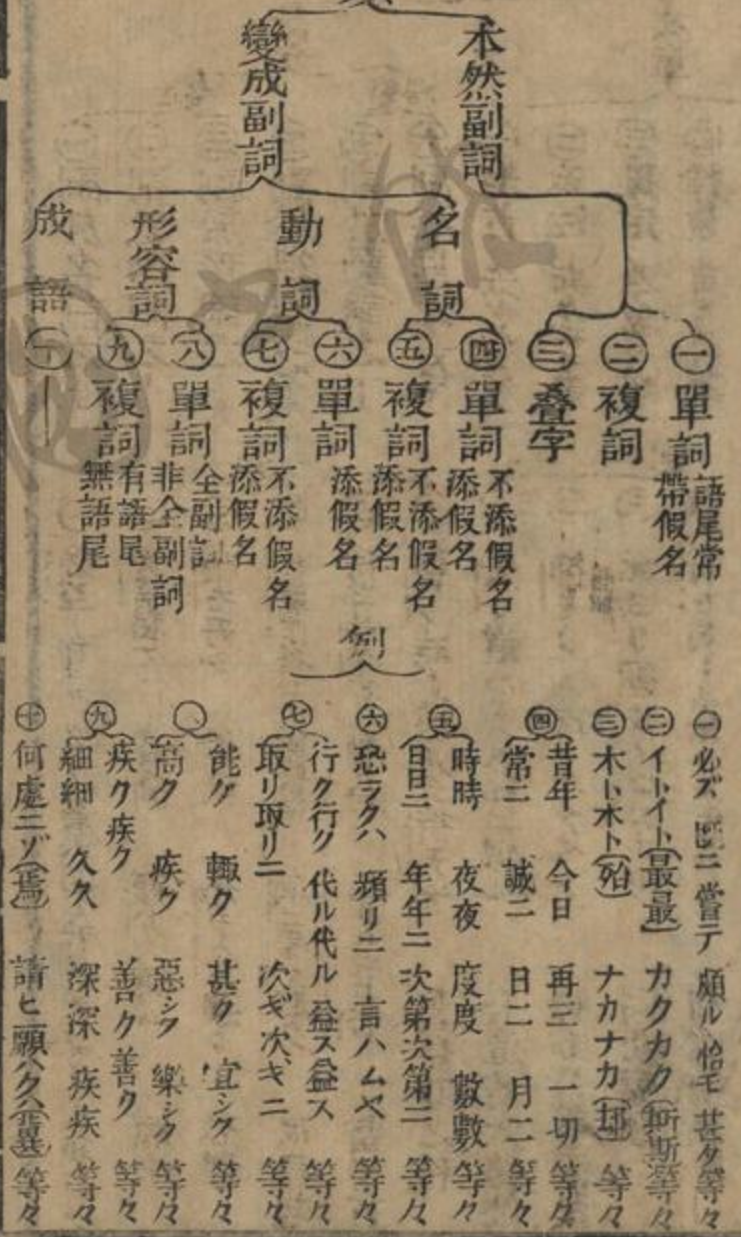 本然副詞
變成副詞
名詞
動詞
形容詞
成語
㊀單詞 語尾常帶假名
㊁複詞
㊂疊字
㊃單詞 不添假名 添假名
㊄複詞 不添假名 添假名
㊅單詞 添假名
㊆複詞 不添假名 添假名
㊇單詞 全副詞 非全副詞
㊈複詞 有語尾 無語尾
㊉
例
㊀必ズ 既ニ 嘗テ 頗ル 恰モ 甚タ 等々
㊁イトイト(最最) カクカク(斯斯) 等々
㊂木ト木ト(殆) ナカナカ 等々
㊃昔年 今日 再三 一切 等々
常ニ 誠ニ 日ニ 月ニ 等々
㊄時時 夜夜 度度 數數 等々
日日ニ 年年ニ 次第次第ニ 等々
㊅恐ラクハ 頻リニ 言ハムヤ 等々
㊆行ク行ク 代ル代ル 益ス益ス 等々
取リ取リニ 次ギ次ギニ 等々
能ク 輙ク 甚ク 宜シク 等々
高ク 疾ク 惡シク 樂シク 等々
㊈疾ク疾ク 善ク善ク 等々
細細 久久 深深 疾疾 等々
㊉何處ニゾ(焉) 請ヒ願ハクハ 等々